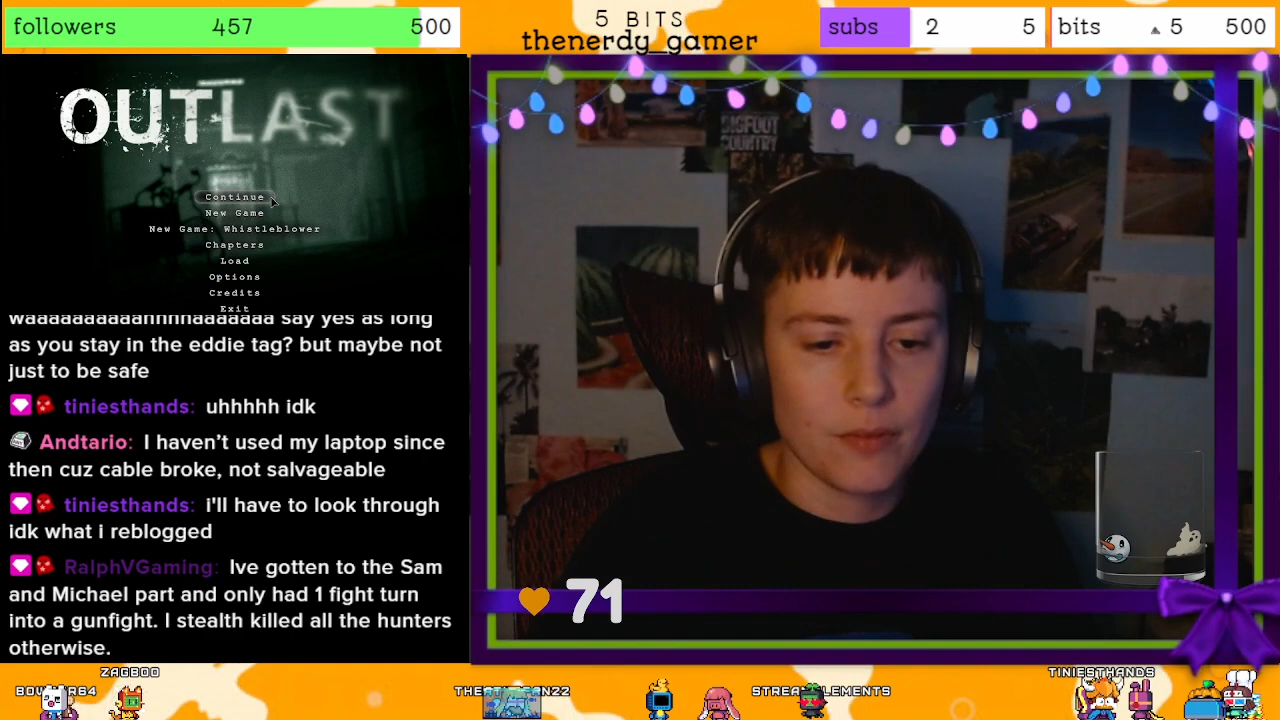 followers 457 500
5 BITS
thenerdy_gamer
subs 2 5
bits ▲ 5 500
OUTLAST
Continue
New Game
New Game: Whistleblower
Chapters
Load
Options
Credits
Exit
BIGFOOT
COUNTRY
say yes as long
as you stay in the eddie tag? but maybe not
just to be safe
tiniesthands: uhhhhh idk
Andtario: I haven't used my laptop since
then cuz cable broke, not salvageable
tiniesthands: i'll have to look through
idk what i reblogged
RalphVGaming: Ive gotten to the Sam
and Michael part and only had 1 fight turn
into a gunfight. I stealth killed all the hunters
otherwise.
71
ZAGBOO
TINIESTHANDS